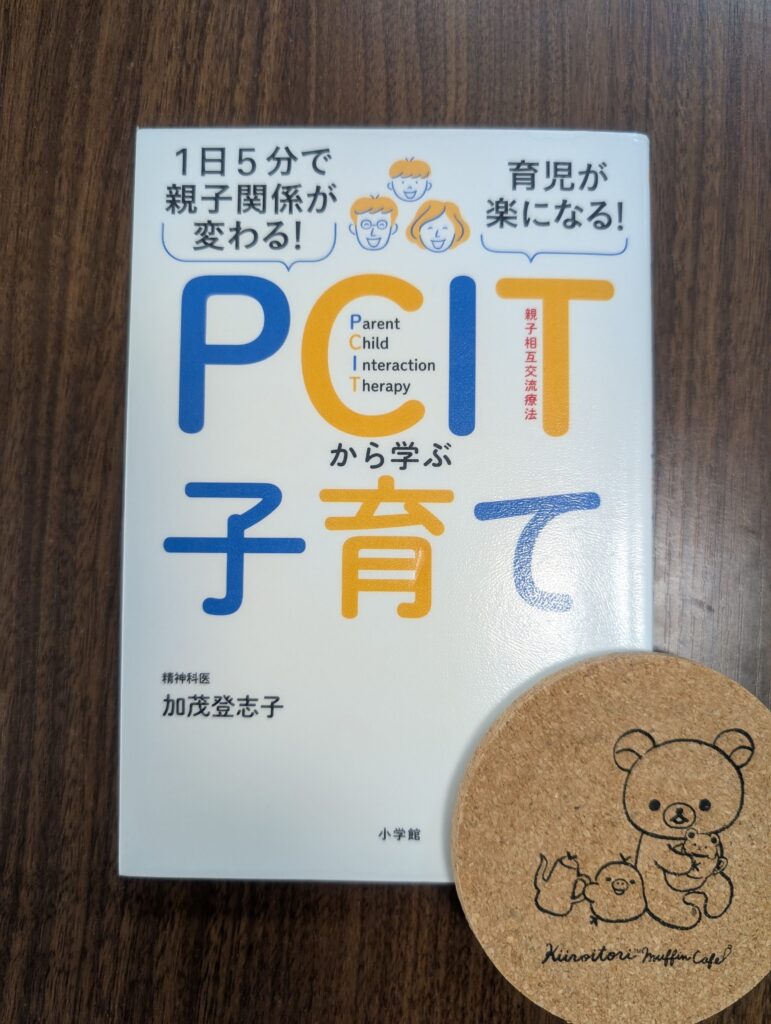 1日5分で
親子関係が
変わる!
育児が
楽になる!
PCIT
Parent
Child
Interaction
Therapy
親子相互交流療法
から学ぶ
子育て
精神科医
加茂登志子
小学館
Kiiroitori™ Muffin Cafe